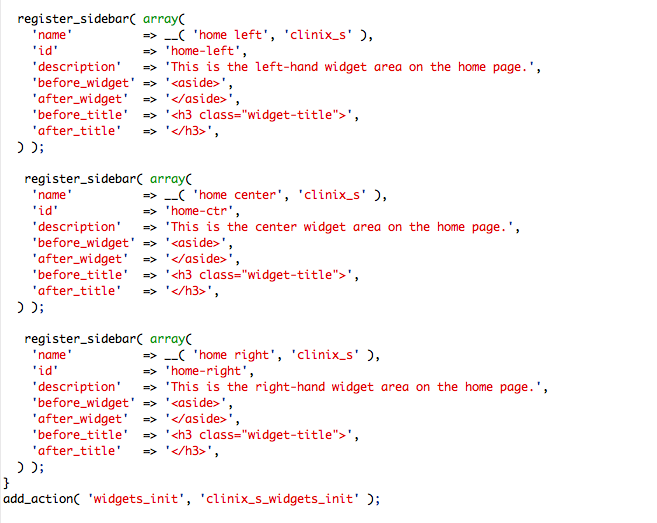 register_sidebar( array(
'name' => __( 'home left', 'clinix_s' ),
'id' => 'home-left',
'description' => 'This is the left-hand widget area on the home page.',
'before_widget' => '<aside>',
'after_widget' => '</aside>',
'before_title' => '<h3 class="widget-title">',
'after_title' => '</h3>',
) );
register_sidebar( array(
'name' => __( 'home center', 'clinix_s' ),
'id' => 'home-ctr',
'description' => 'This is the center widget area on the home page.',
'before_widget' => '<aside>',
'after_widget' => '</aside>',
'before_title' => '<h3 class="widget-title">',
'after_title' => '</h3>',
) );
register_sidebar( array(
'name' => __( 'home right', 'clinix_s' ),
'id' => 'home-right',
'description' => 'This is the right-hand widget area on the home page.',
'before_widget' => '<aside>',
'after_widget' => '</aside>',
'before_title' => '<h3 class="widget-title">',
'after_title' => '</h3>',
) );
}
add_action( 'widgets_init', 'clinix_s_widgets_init' );